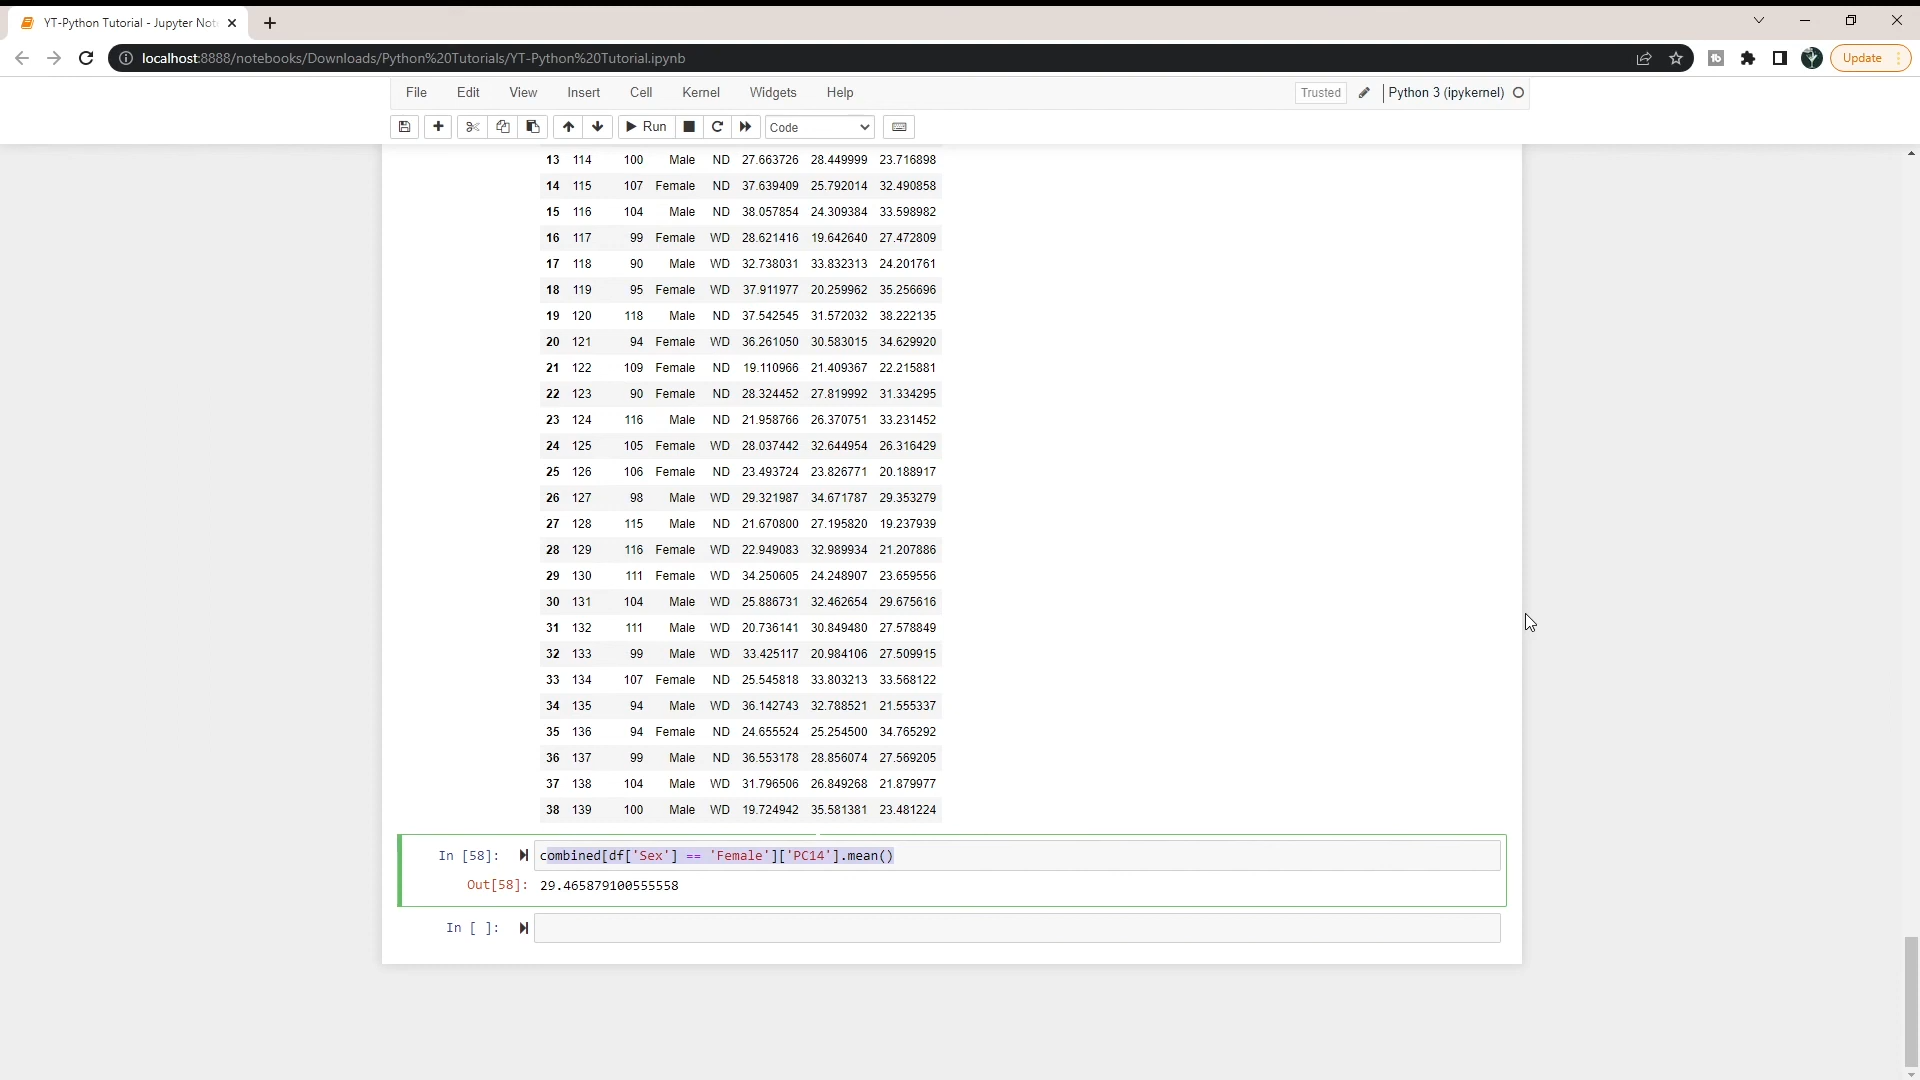 YT-Python Tutorial - Jupyter Not
localhost:8888/notebooks/Downloads/Python%20Tutorials/YT-Python%20Tutorial.ipynb
Update
File Edit View Insert Cell Kernel Widgets Help
Trusted Python 3 (ipykernel)
Run Code
13 114 100 Male ND 27.663726 28.449999 23.716898
14 115 107 Female ND 37.639409 25.792014 32.490858
15 116 104 Male ND 38.057854 24.309384 33.598982
16 117 99 Female WD 28.621416 19.642640 27.472809
17 118 90 Male WD 32.738031 33.832313 24.201761
18 119 95 Female WD 37.911977 20.259962 35.256696
19 120 118 Male ND 37.542545 31.572032 38.222135
20 121 94 Female WD 36.261050 30.583015 34.629920
21 122 109 Female ND 19.110966 21.409367 22.215881
22 123 90 Female ND 28.324452 27.819992 31.334295
23 124 116 Male ND 21.958766 26.370751 33.231452
24 125 105 Female WD 28.037442 32.644954 26.316429
25 126 106 Female ND 23.493724 23.826771 20.188917
26 127 98 Male WD 29.321987 34.671787 29.353279
27 128 115 Male ND 21.670800 27.195820 19.237939
28 129 116 Female WD 22.949083 32.989934 21.207886
29 130 111 Female WD 34.250605 24.248907 23.659556
30 131 104 Male WD 25.886731 32.462654 29.675616
31 132 111 Male WD 20.736141 30.849480 27.578849
32 133 99 Male WD 33.425117 20.984106 27.509915
33 134 107 Female ND 25.545818 33.803213 33.568122
34 135 94 Male WD 36.142743 32.788521 21.555337
35 136 94 Female ND 24.655524 25.254500 34.765292
36 137 99 Male ND 36.553178 28.856074 27.569205
37 138 104 Male WD 31.796506 26.849268 21.879977
38 139 100 Male WD 19.724942 35.581381 23.481224
In [58]: combined[df['Sex'] == 'Female']['PC14'].mean()
Out[58]: 29.465879100555558
In [ ]: